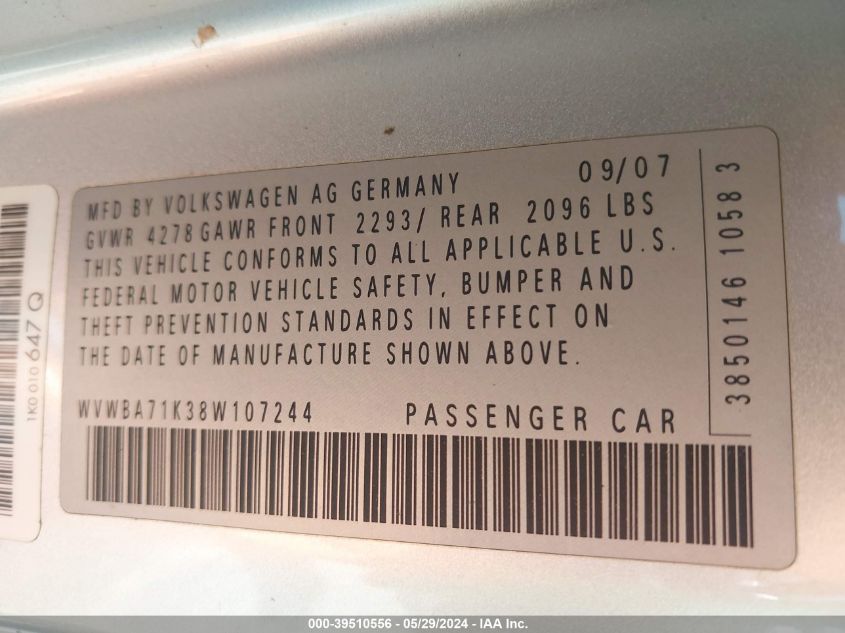 MFD BY VOLKSWAGEN AG GERMANY 09/07
GVWR 4278 GAWR FRONT 2293/ REAR 2096 LBS
THIS VEHICLE CONFORMS TO ALL APPLICABLE U.S.
FEDERAL MOTOR VEHICLE SAFETY, BUMPER AND
THEFT PREVENTION STANDARDS IN EFFECT ON
THE DATE OF MANUFACTURE SHOWN ABOVE.
WVWBA71K38W107244 PASSENGER CAR
3850146 1058 3
1K0 010 647 Q
000-39510556 - 05/29/2024 - IAA Inc.